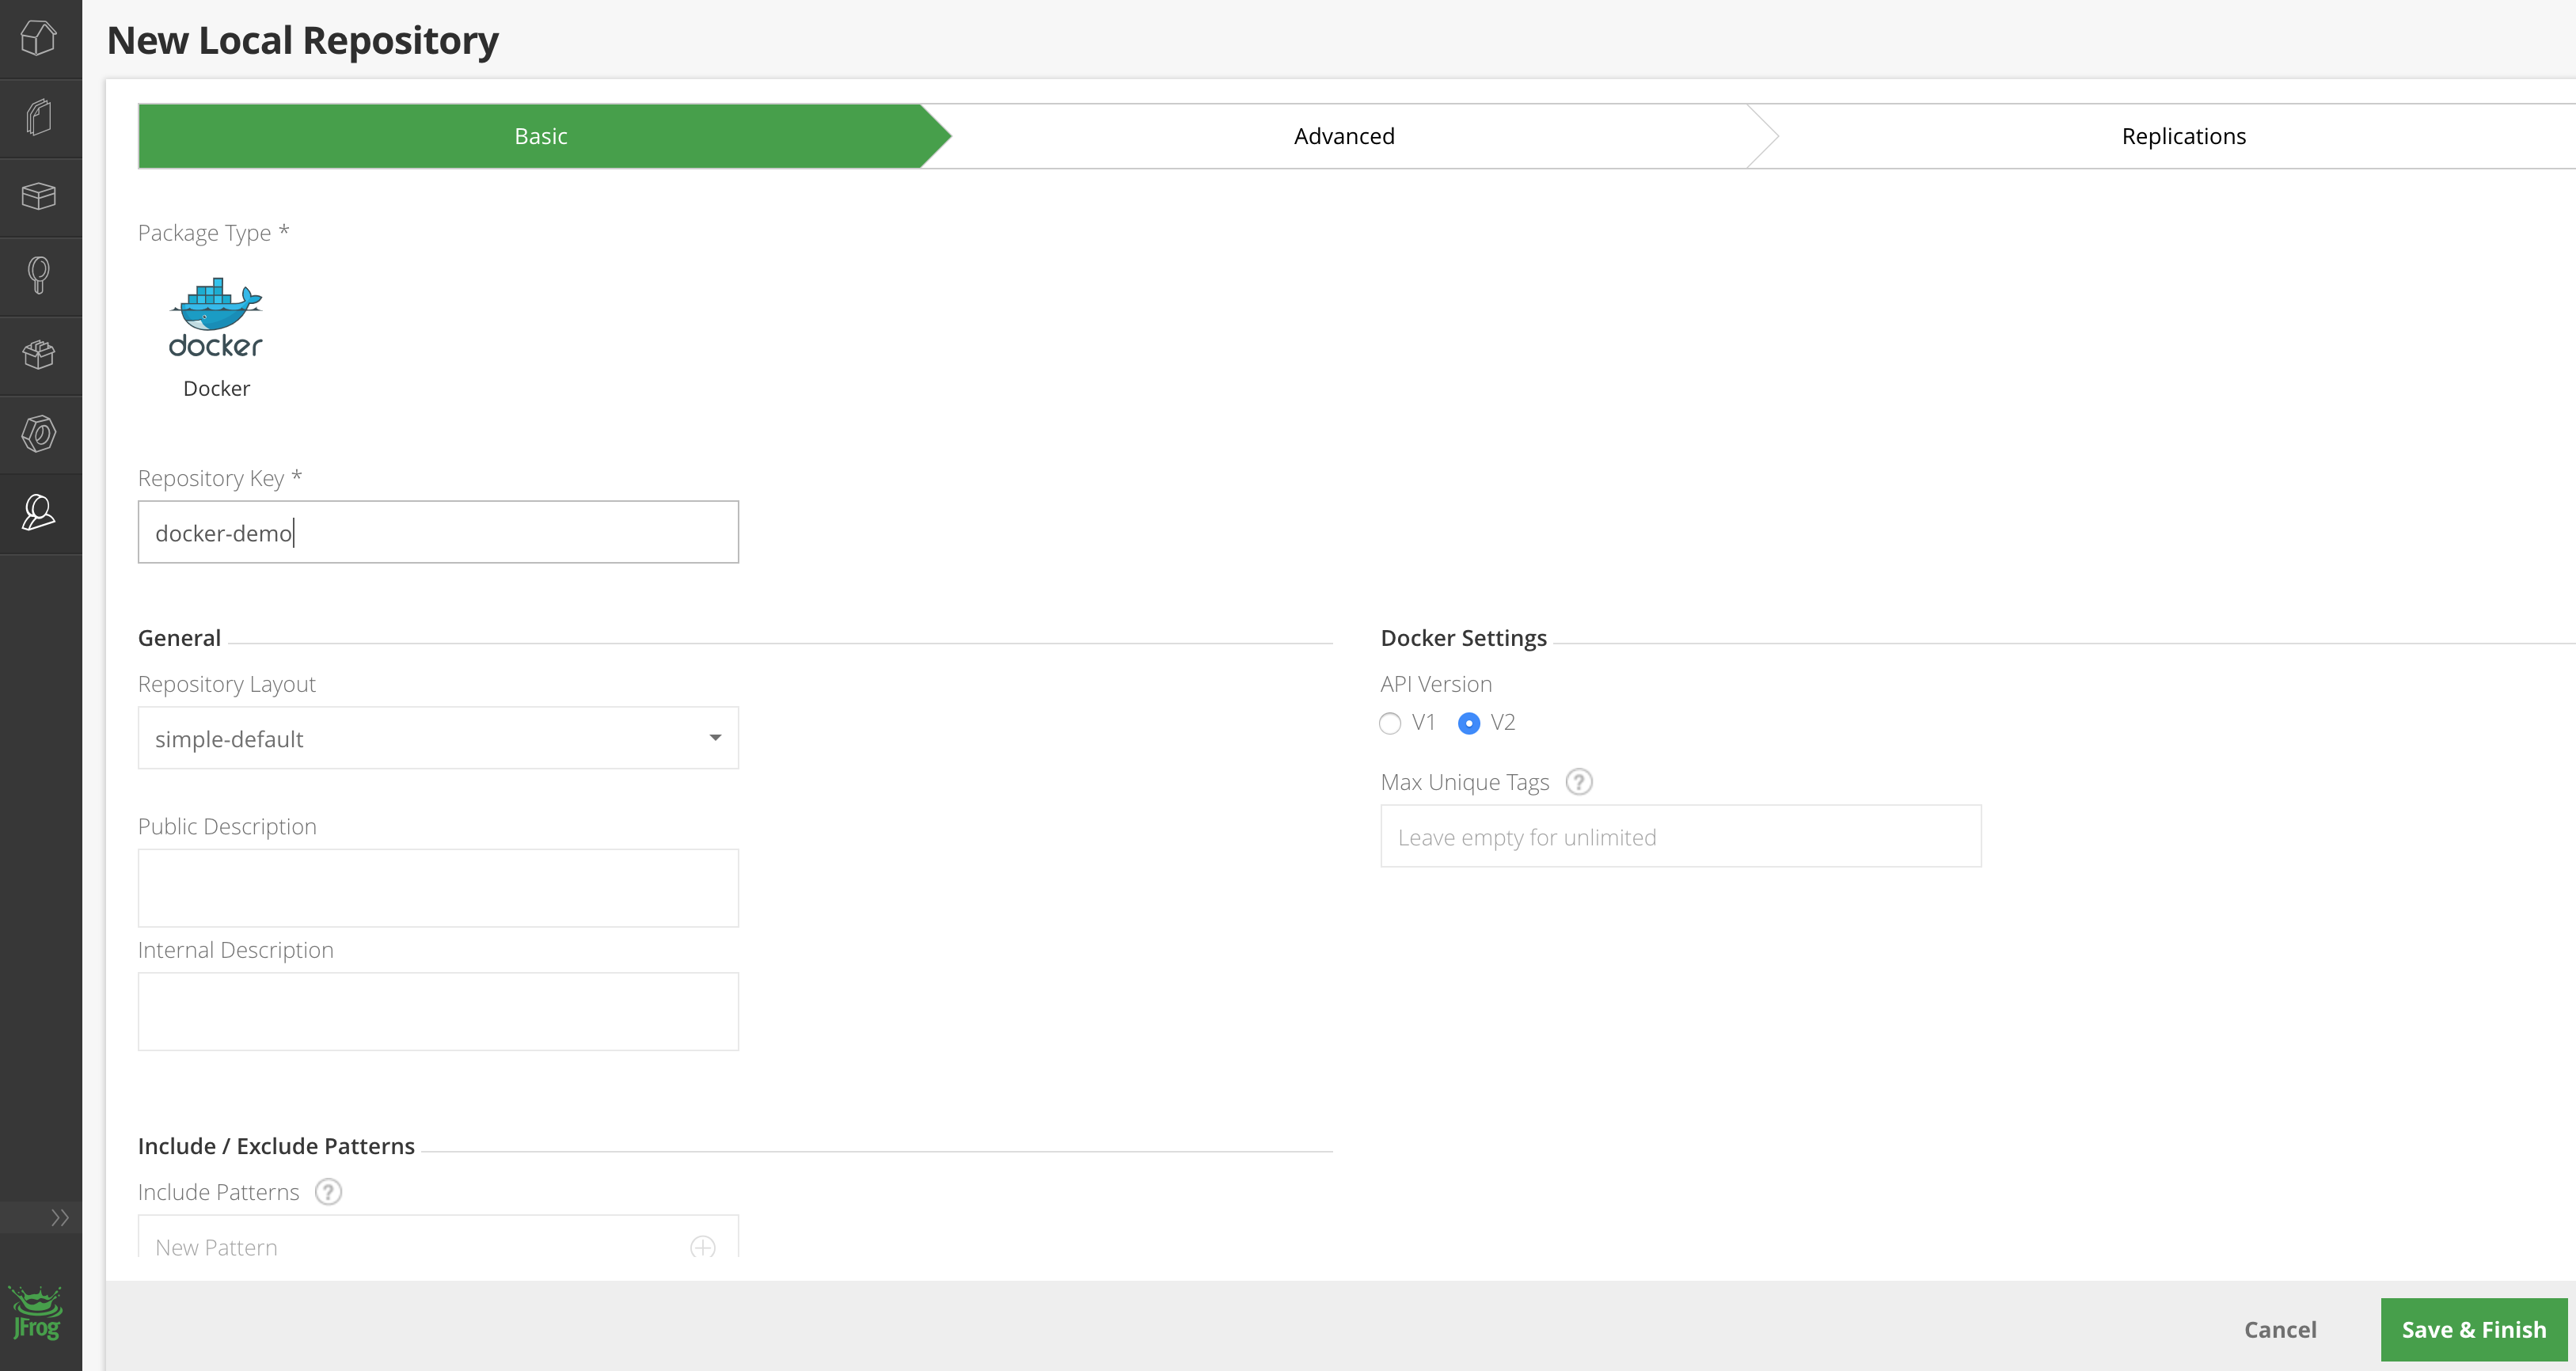 New Local Repository
Basic
Advanced
Replications
Package Type *
docker
Docker
Repository Key *
docker-demo
General
Docker Settings
Repository Layout
API Version
simple-default
V1
V2
Max Unique Tags ?
Leave empty for unlimited
Public Description
Internal Description
Include / Exclude Patterns
Include Patterns ?
New Pattern
JFrog
Cancel
Save & Finish